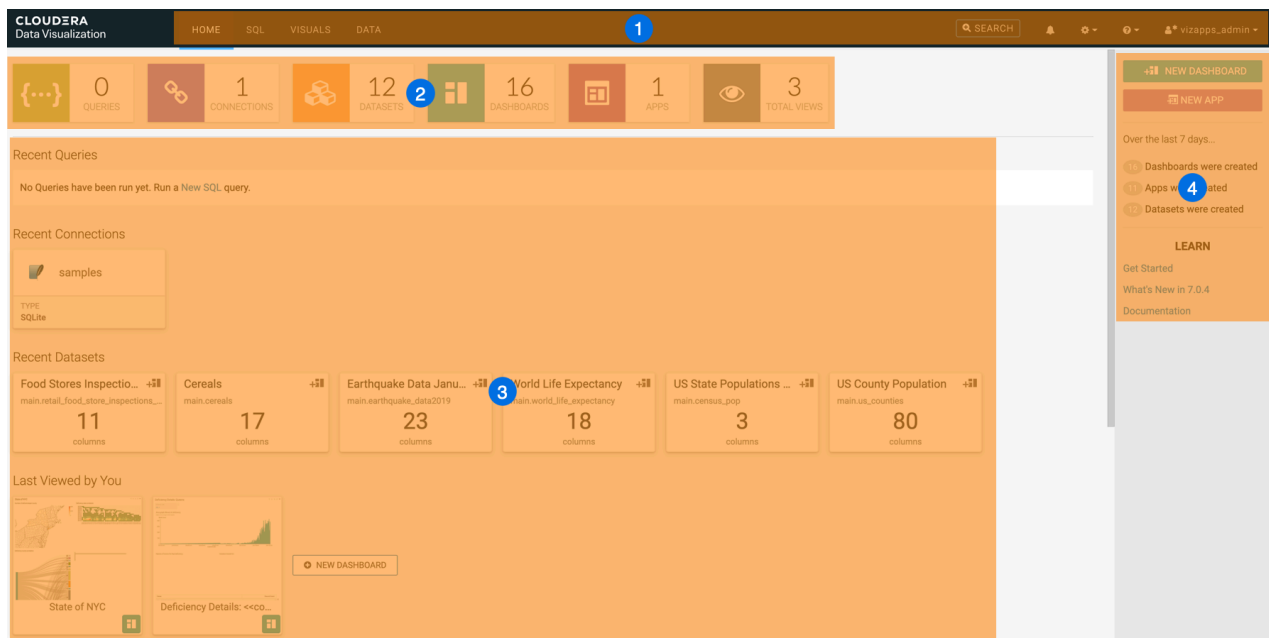 CLOUDERA
Data Visualization
HOME SQL VISUALS DATA
1
SEARCH
vizapps_admin
{···}
0
QUERIES
1
CONNECTIONS
12
DATASETS
2
16
DASHBOARDS
1
APPS
3
TOTAL VIEWS
NEW DASHBOARD
NEW APP
Over the last 7 days...
Dashboards were created
11 Apps w ated
12 Datasets were created
4
LEARN
Get Started
What's New in 7.0.4
Documentation
Recent Queries
No Queries have been run yet. Run a New SQL query.
Recent Connections
samples
TYPE
SQLite
Recent Datasets
Food Stores Inspectio...
main.retail_food_store_inspections_...
11
columns
Cereals
main.cereals
17
columns
Earthquake Data Janu...
main.earthquake_data2019
23
columns
3
World Life Expectancy
main.world_life_expectancy
18
columns
US State Populations ...
main.census_pop
3
columns
US County Population
main.us_counties
80
columns
Last Viewed by You
State of NYC
Deficiency Details: <<co...
NEW DASHBOARD